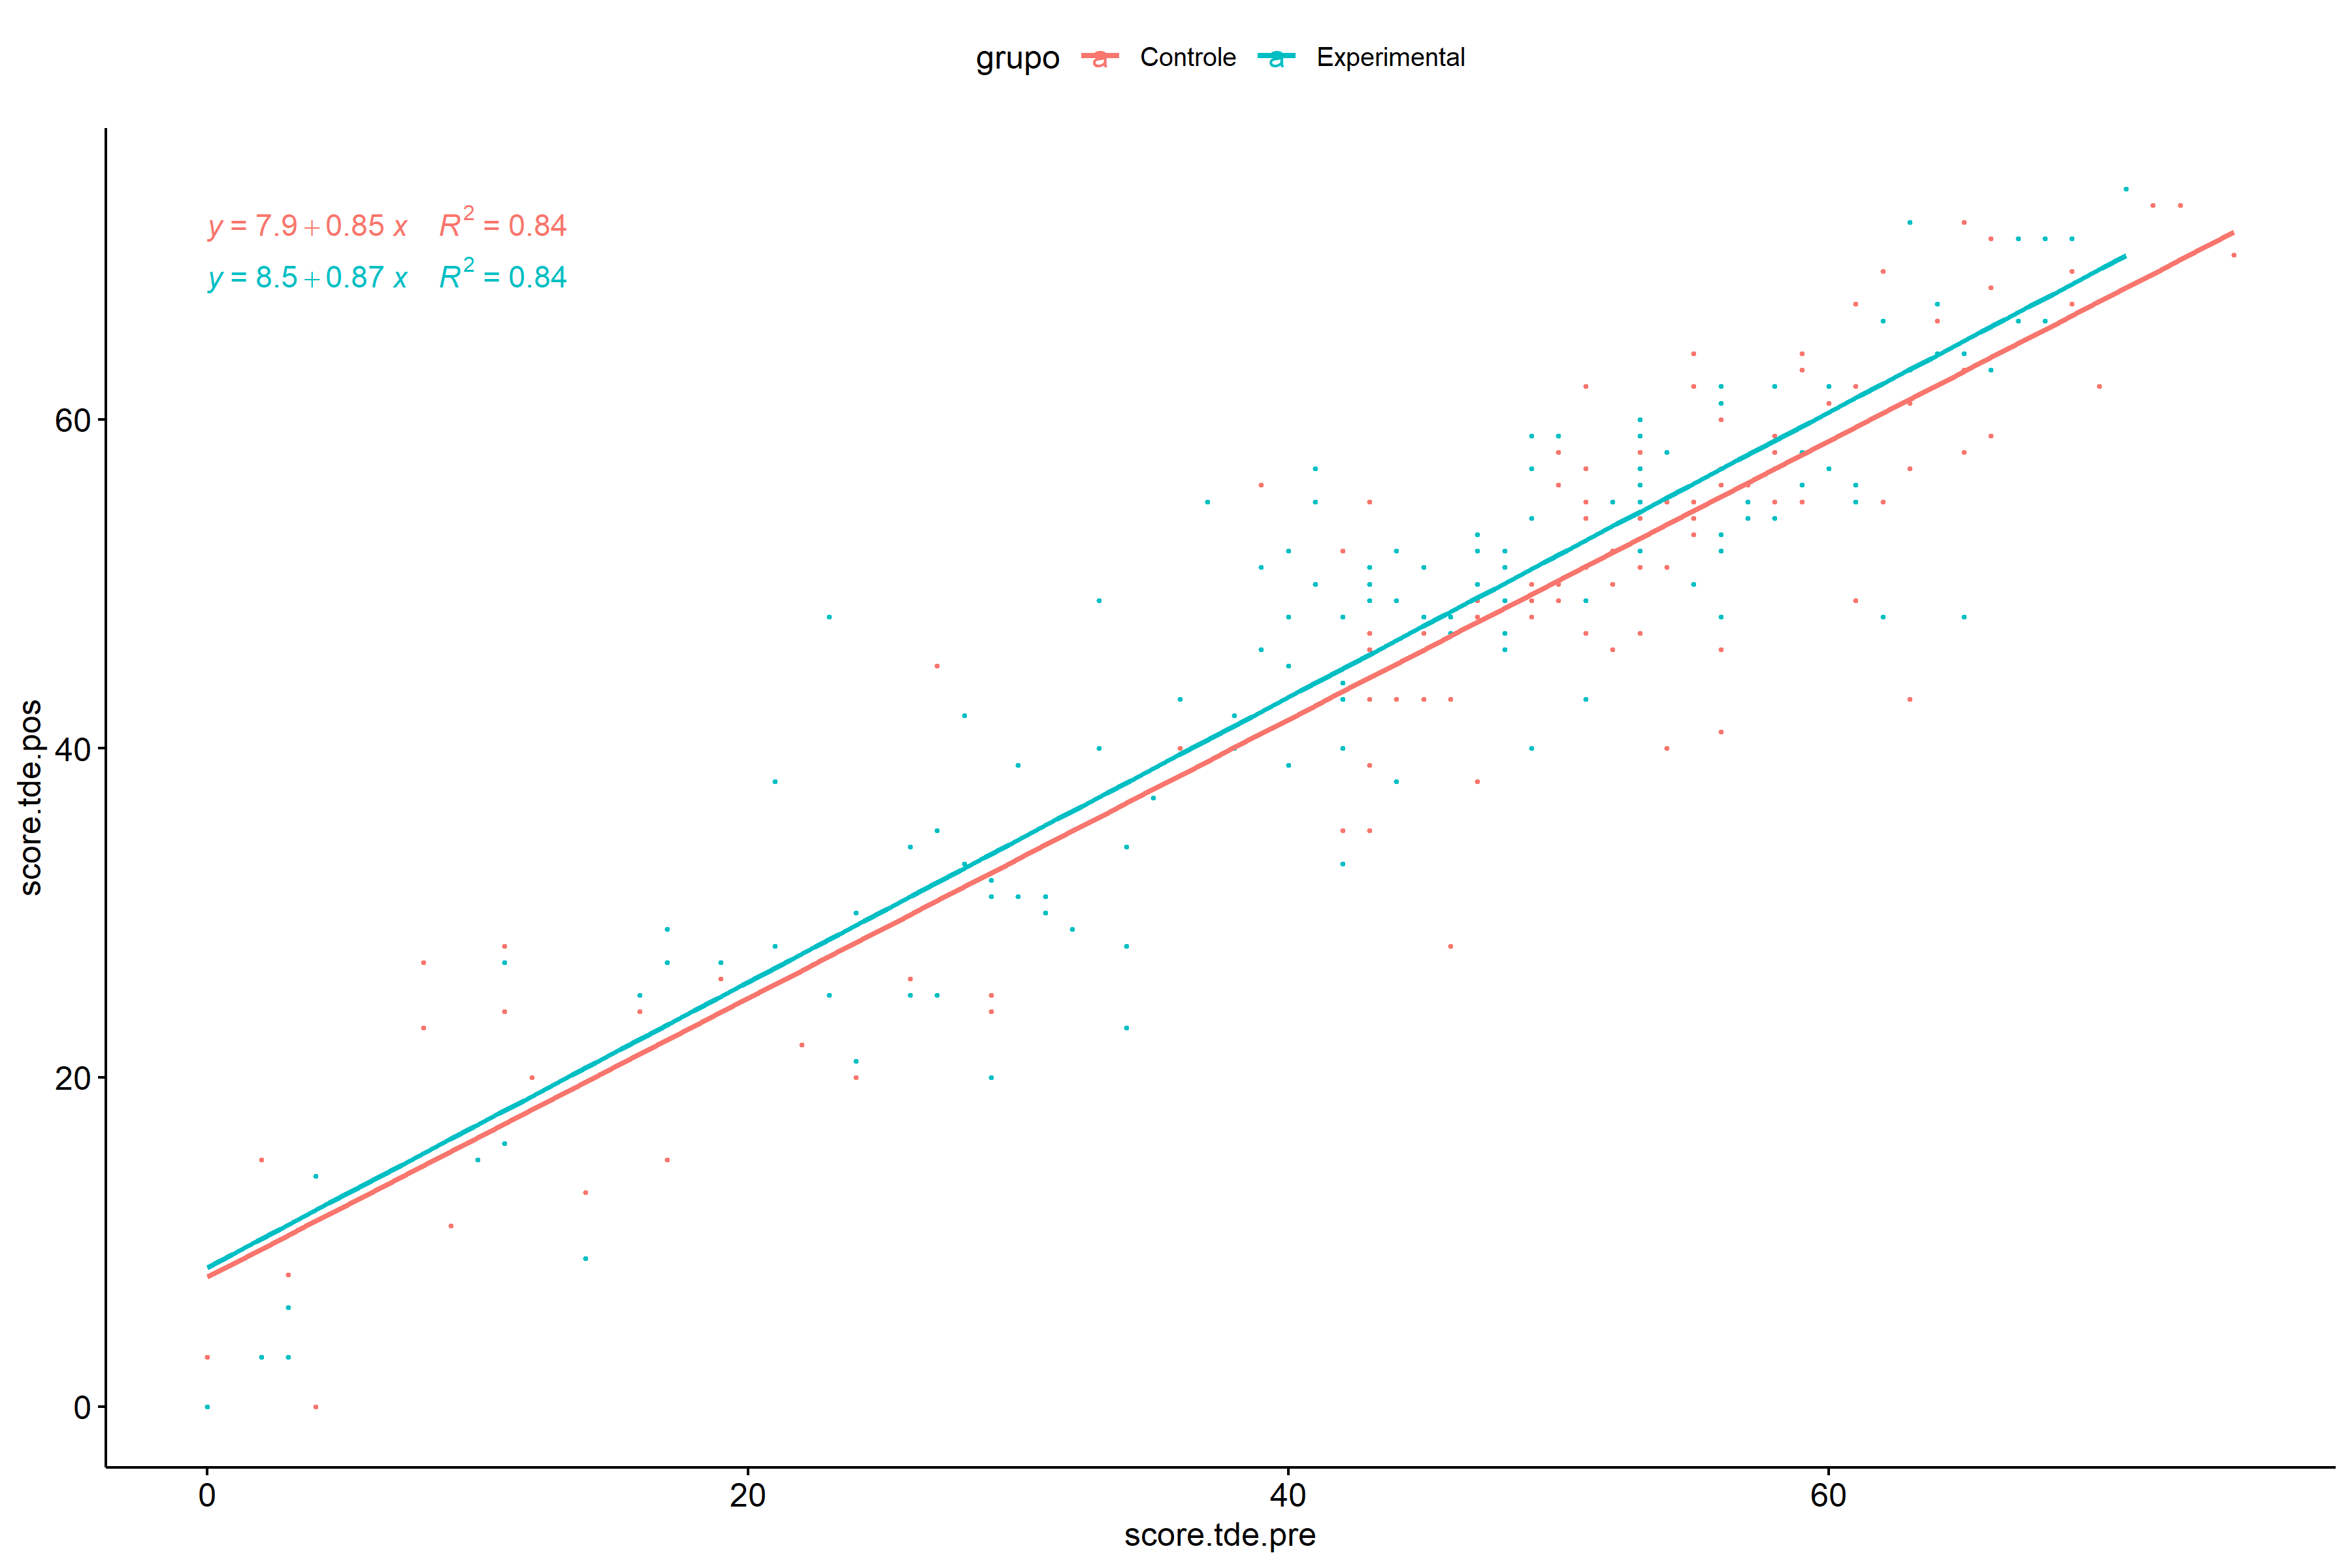 grupo a Controle a Experimental
y = 7.9 + 0.85 x R² = 0.84
y = 8.5 + 0.87 x R² = 0.84
60
40
20
0
score.tde.pos
0 20 40 60
score.tde.pre